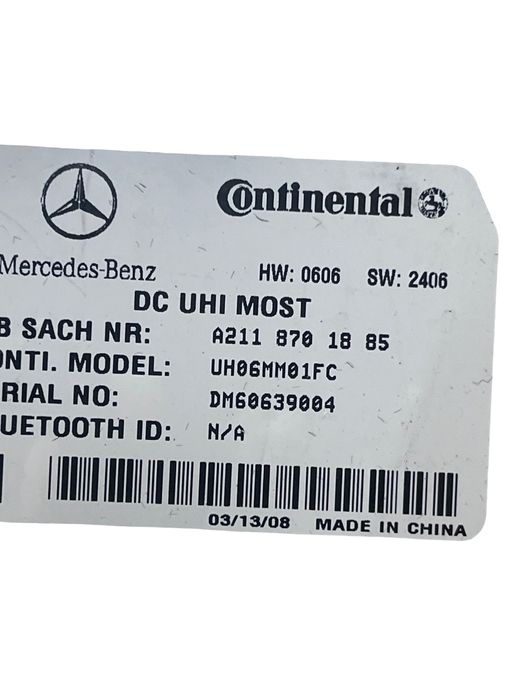 Continental
Mercedes-Benz
HW: 0606 SW: 2406
DC UHI MOST
B SACH NR: A211 870 18 85
ONTI. MODEL: UH06MM01FC
RIAL NO: DM60639004
UETOOTH ID: N/A
03/13/08 MADE IN CHINA